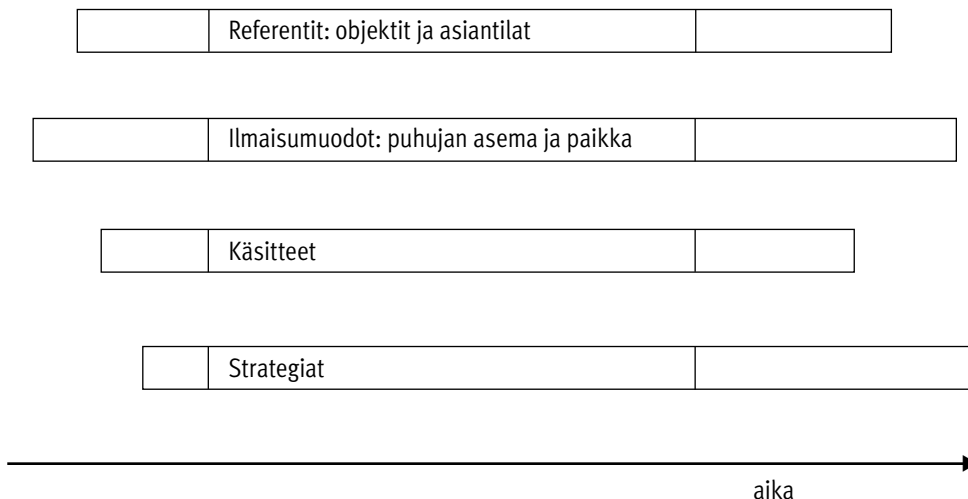 Referentit: objektit ja asiantilat
Ilmaisumuodot: puhujan asema ja paikka
Käsitteet
Strategiat
aika